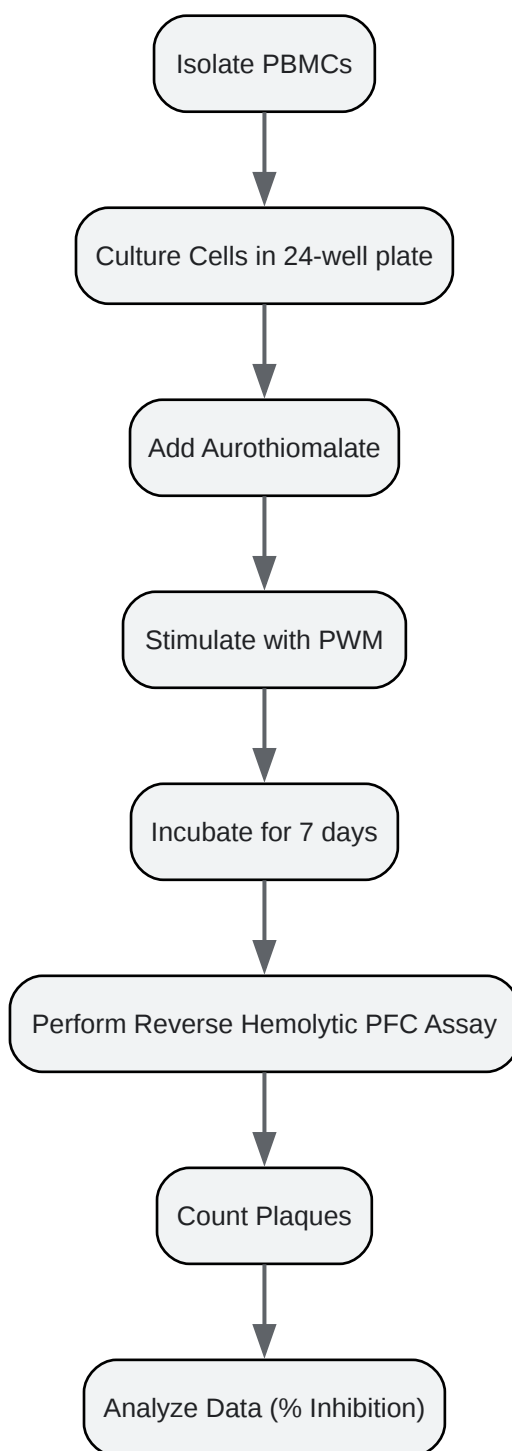 Isolate PBMCs
Culture Cells in 24-well plate
Add Aurothiomalate
Stimulate with PWM
Incubate for 7 days
Perform Reverse Hemolytic PFC Assay
Count Plaques
Analyze Data (% Inhibition)